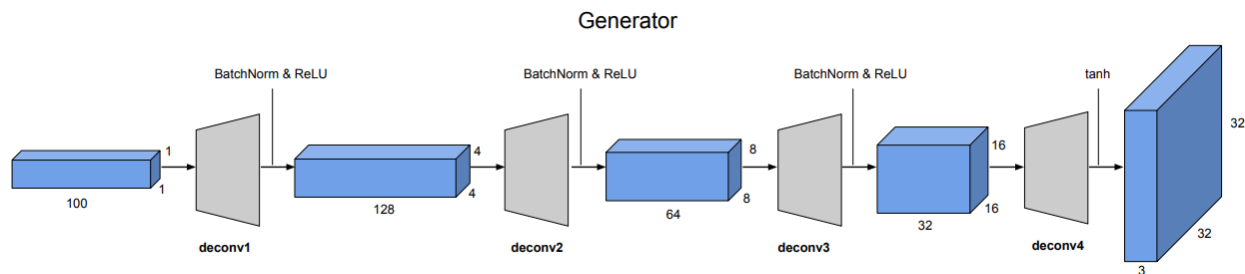 Generator
BatchNorm & ReLU
BatchNorm & ReLU
BatchNorm & ReLU
tanh
1
1
100
deconv1
4
4
128
deconv2
8
8
64
deconv3
16
16
32
deconv4
32
32
3